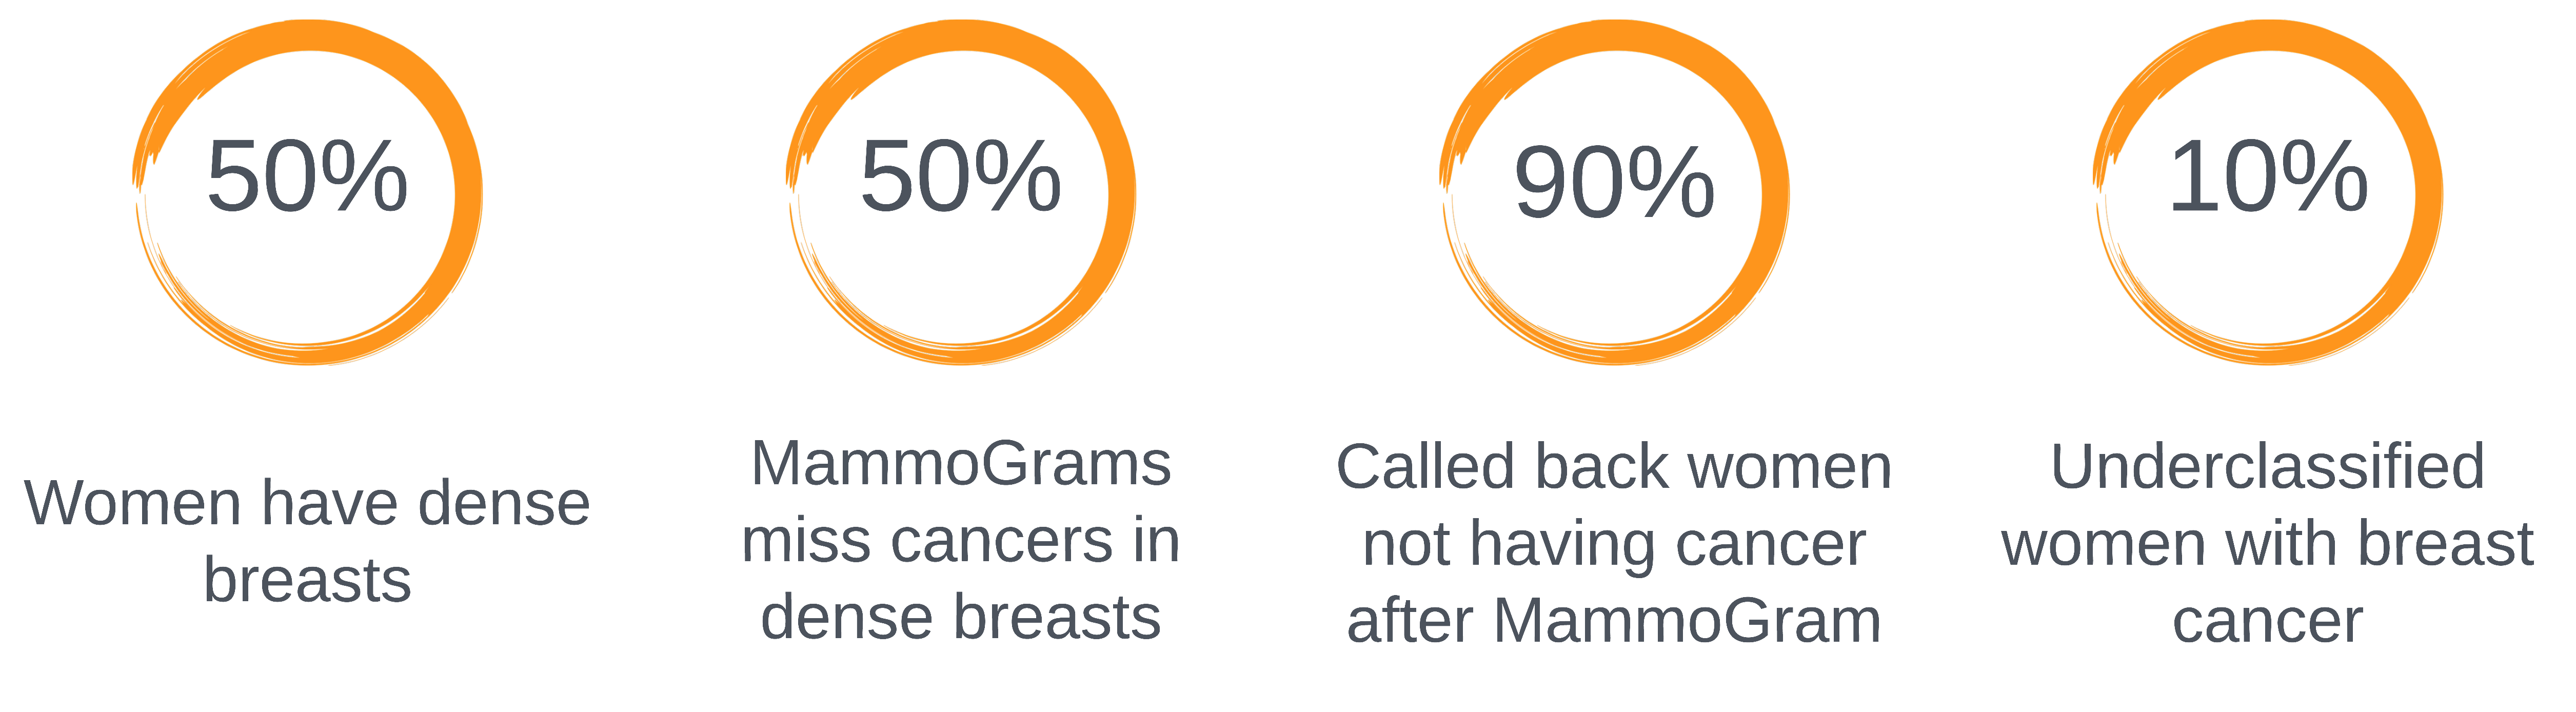 50%
Women have dense
breasts
50%
MammoGrams
miss cancers in
dense breasts
90%
Called back women
not having cancer
after MammoGram
10%
Underclassified
women with breast
cancer